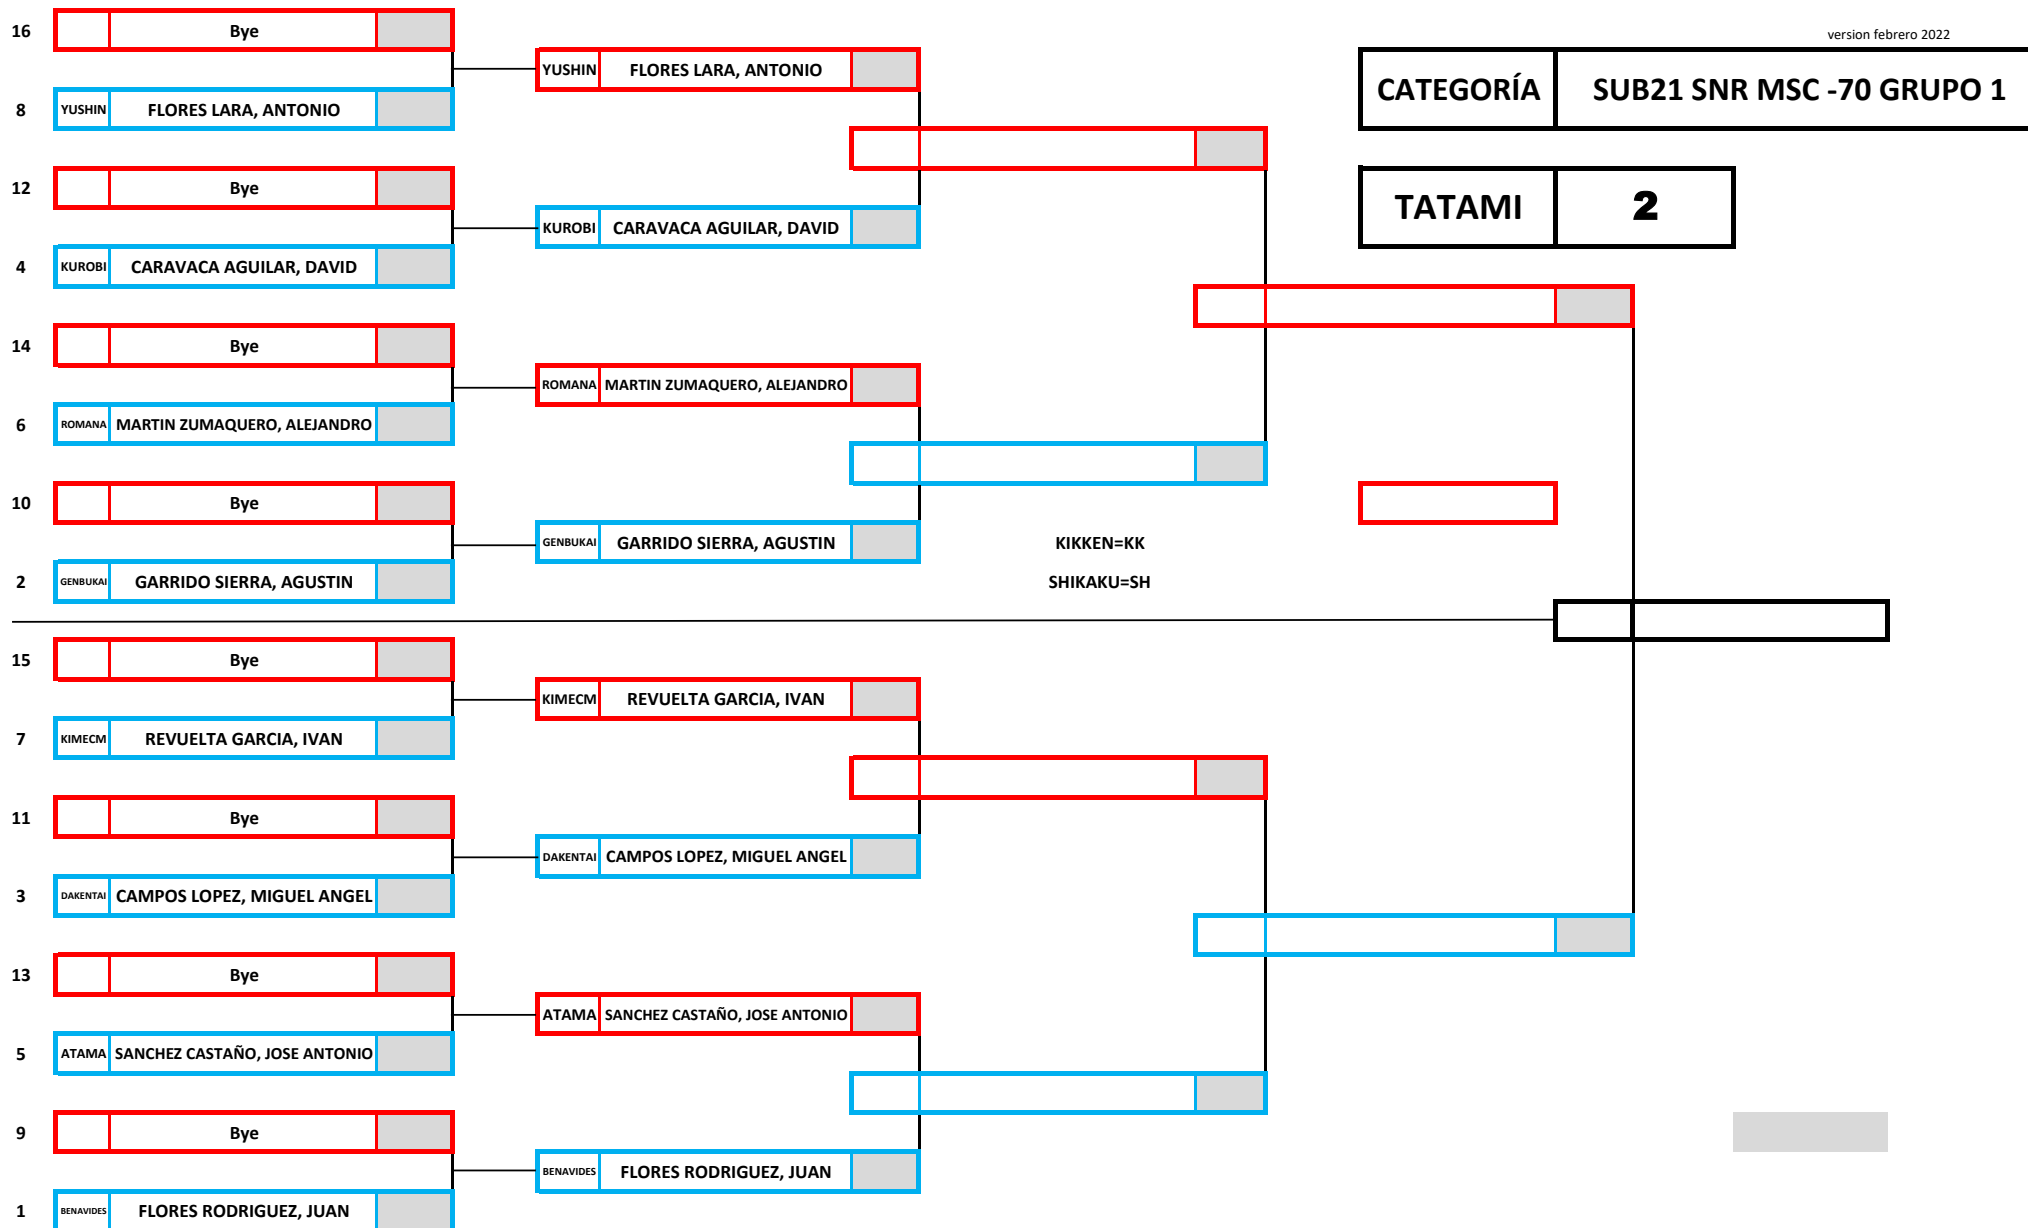 version febrero 2022
CATEGORÍA SUB21 SNR MSC -70 GRUPO 1
TATAMI 2
16 Bye
YUSHIN FLORES LARA, ANTONIO
8 YUSHIN FLORES LARA, ANTONIO
12 Bye
KUROBI CARAVACA AGUILAR, DAVID
4 KUROBI CARAVACA AGUILAR, DAVID
14 Bye
ROMANA MARTIN ZUMAQUERO, ALEJANDRO
6 ROMANA MARTIN ZUMAQUERO, ALEJANDRO
10 Bye
GENBUKAI GARRIDO SIERRA, AGUSTIN
KIKKEN=KK
2 GENBUKAI GARRIDO SIERRA, AGUSTIN
SHIKAKU=SH
15 Bye
KIMECM REVUELTA GARCIA, IVAN
7 KIMECM REVUELTA GARCIA, IVAN
11 Bye
DAKENTAI CAMPOS LOPEZ, MIGUEL ANGEL
3 DAKENTAI CAMPOS LOPEZ, MIGUEL ANGEL
13 Bye
ATAMA SANCHEZ CASTAÑO, JOSE ANTONIO
5 ATAMA SANCHEZ CASTAÑO, JOSE ANTONIO
9 Bye
BENAVIDES FLORES RODRIGUEZ, JUAN
1 BENAVIDES FLORES RODRIGUEZ, JUAN